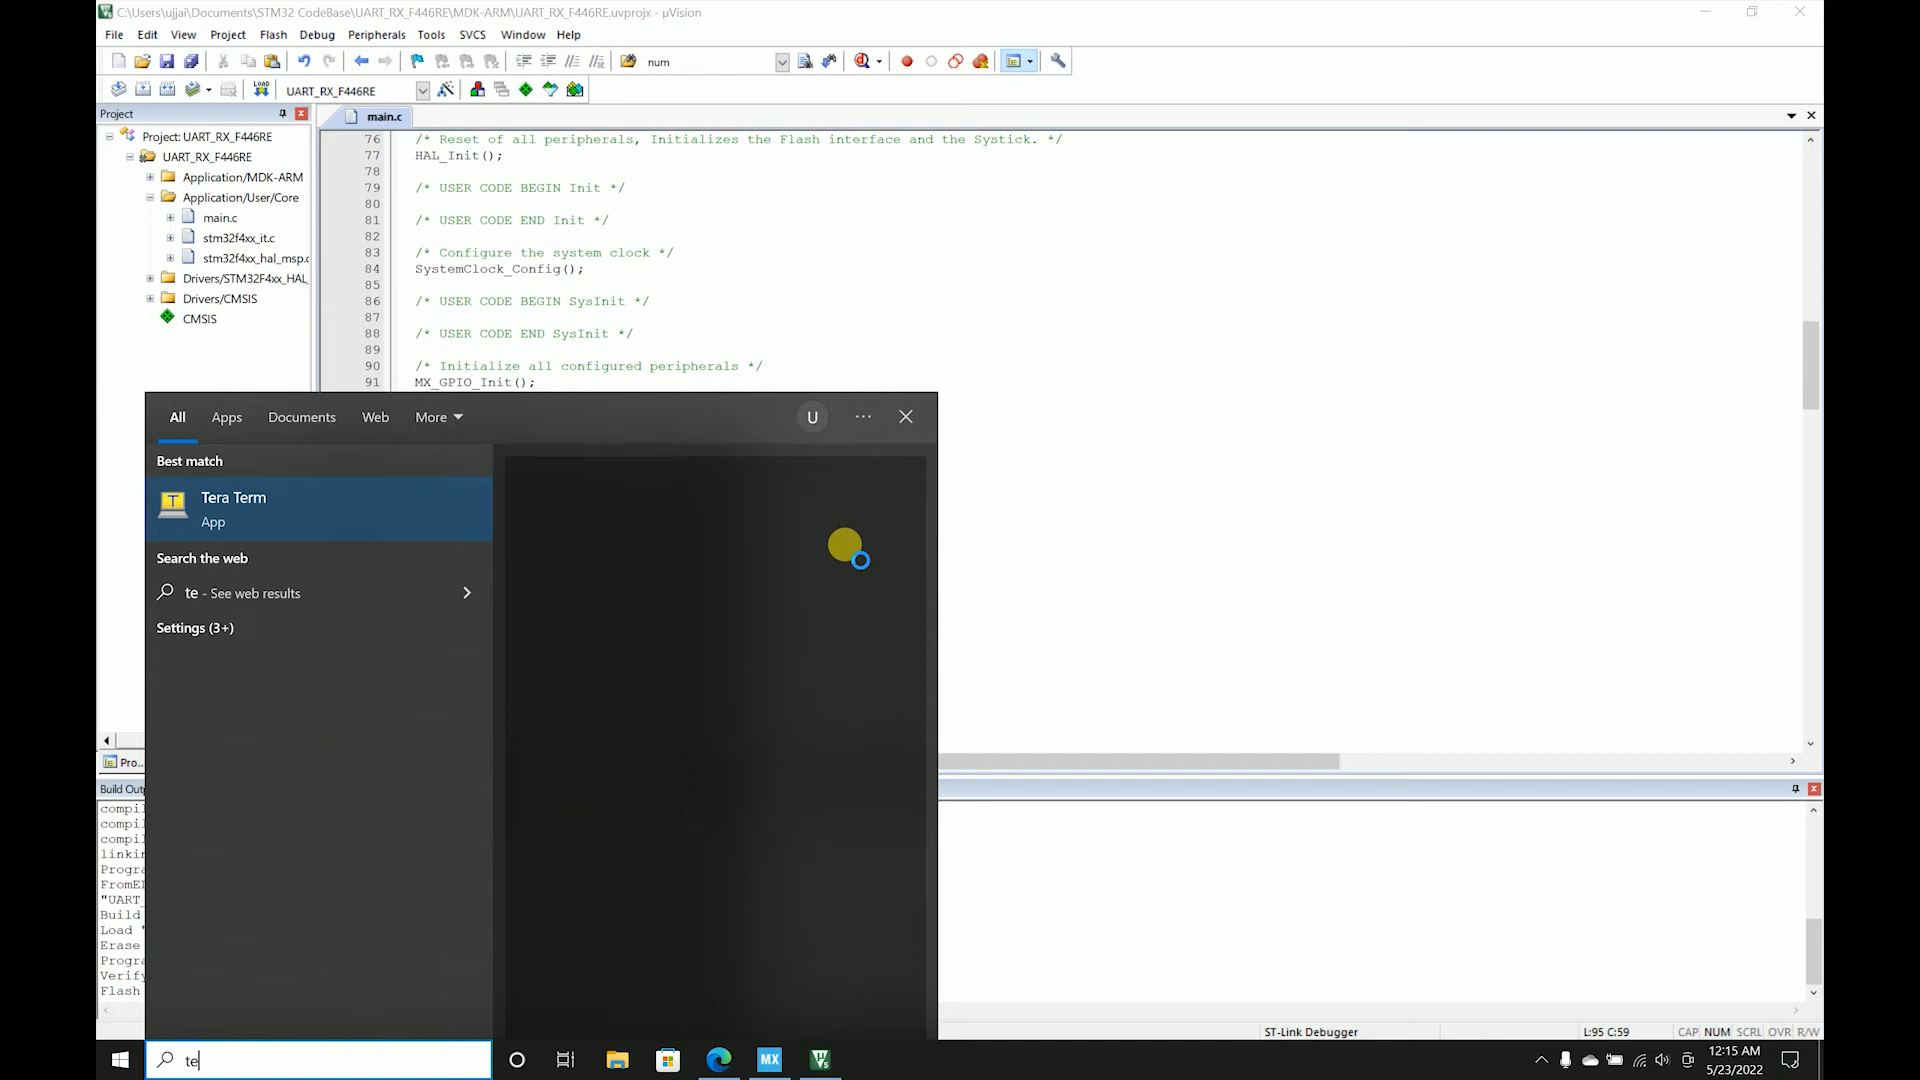 C:\Users\ujjai\Documents\STM32 CodeBase\UART_RX_F446RE\MDK-ARM\UART_RX_F446RE.uvprojx - µVision
File Edit View Project Flash Debug Peripherals Tools SVCS Window Help
num
LOAD UART_RX_F446RE
Project
main.c
Project: UART_RX_F446RE
UART_RX_F446RE
Application/MDK-ARM
Application/User/Core
main.c
stm32f4xx_it.c
stm32f4xx_hal_msp.c
Drivers/STM32F4xx_HAL_
Drivers/CMSIS
CMSIS
76 /* Reset of all peripherals, Initializes the Flash interface and the Systick. */
77 HAL_Init();
78
79 /* USER CODE BEGIN Init */
80
81 /* USER CODE END Init */
82
83 /* Configure the system clock */
84 SystemClock_Config();
85
86 /* USER CODE BEGIN SysInit */
87
88 /* USER CODE END SysInit */
89
90 /* Initialize all configured peripherals */
91 MX_GPIO_Init();
All Apps Documents Web More U
Best match
T
Tera Term
App
Search the web
te - See web results
Settings (3+)
Pro...
Build Outp
compil
compil
compil
linkin
Progra
FromEL
"UART_
Build
Load "
Erase
Progra
Verify
Flash
ST-Link Debugger L:95 C:59 CAP NUM SCRL OVR R/W
te
MX
12:15 AM
5/23/2022